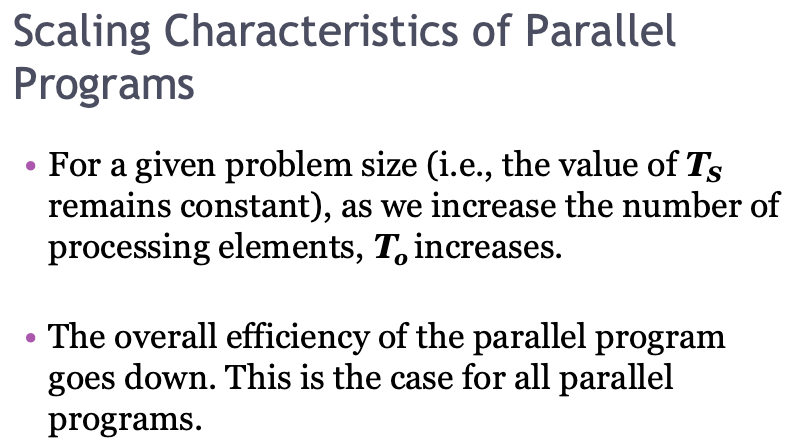 Scaling Characteristics of Parallel
Programs
• For a given problem size (i.e., the value of T_S
remains constant), as we increase the number of
processing elements, T_o increases.
• The overall efficiency of the parallel program
goes down. This is the case for all parallel
programs.